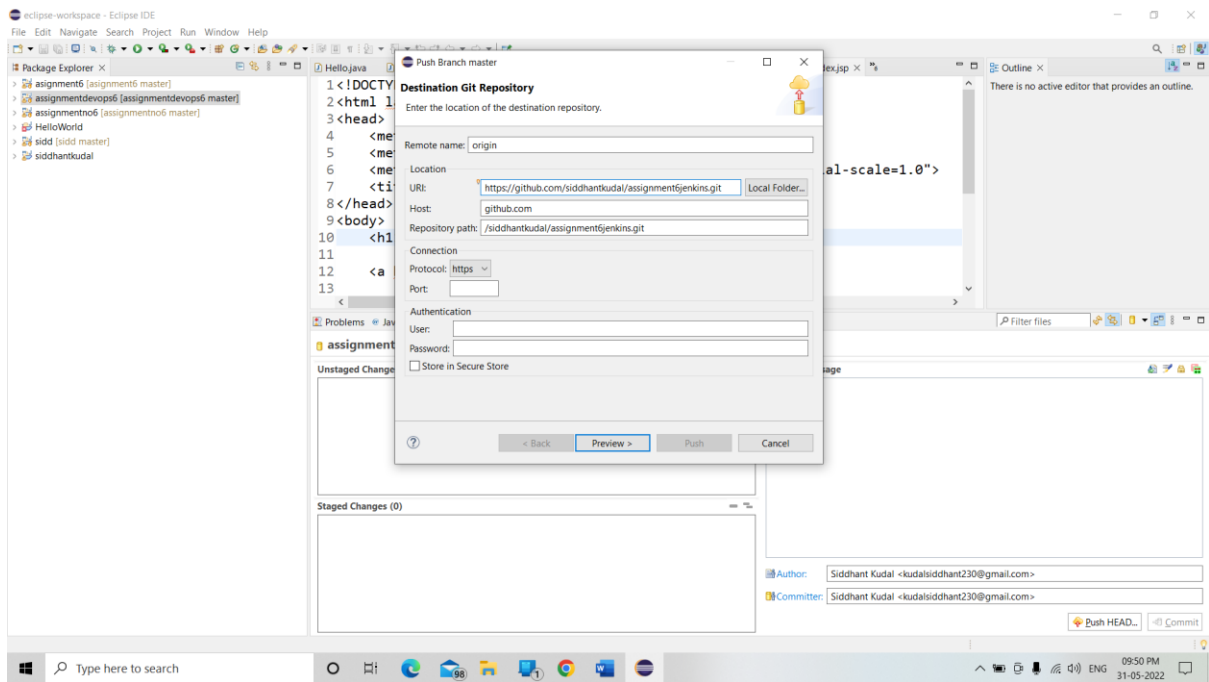 eclipse-workspace - Eclipse IDE
File Edit Navigate Search Project Run Window Help
Package Explorer
asignment6 [asignment6 master]
assignmentdevops6 [assignmentdevops6 master]
assignmentno6 [assignmentno6 master]
HelloWorld
sidd [sidd master]
siddhantkudal
Hello.java
1 <!DOCTY
2 <html l
3 <head>
4 <me
5 <me
6 <me
7 <ti
8 </head>
9 <body>
10 <h1
11
12 <a
13
dex.jsp
al-scale=1.0">
Outline
There is no active editor that provides an outline.
Push Branch master
Destination Git Repository
Enter the location of the destination repository.
Remote name: origin
Location
URI: https://github.com/siddhantkudal/assignment6jenkins.git Local Folder...
Host: github.com
Repository path: /siddhantkudal/assignment6jenkins.git
Connection
Protocol: https
Port:
Authentication
User:
Password:
Store in Secure Store
< Back Preview > Push Cancel
Problems Jav
Filter files
assignment
Unstaged Change
sage
Staged Changes (0)
Author: Siddhant Kudal <kudalsiddhant230@gmail.com>
Committer: Siddhant Kudal <kudalsiddhant230@gmail.com>
Push HEAD... Commit
Type here to search
98
1
ENG
09:50 PM
31-05-2022